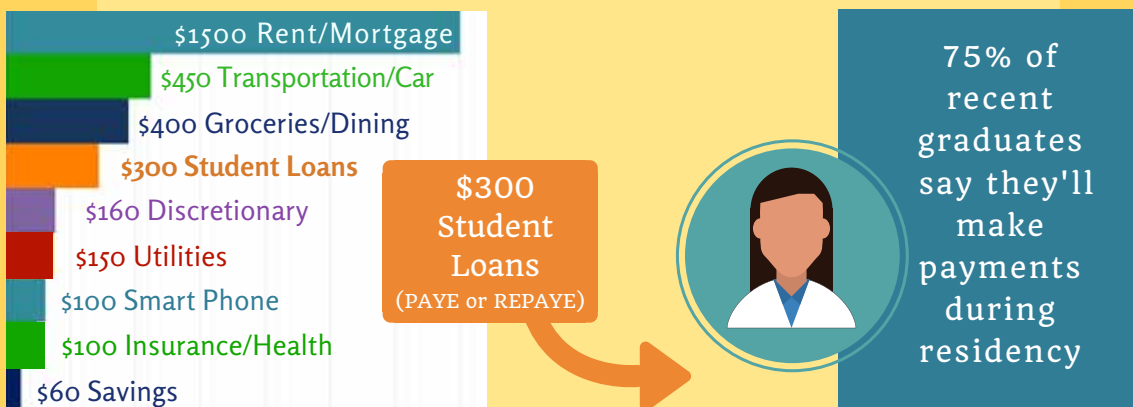 $1500 Rent/Mortgage
$450 Transportation/Car
$400 Groceries/Dining
$300 Student Loans
$160 Discretionary
$150 Utilities
$100 Smart Phone
$100 Insurance/Health
$60 Savings
$300
Student
Loans
(PAYE or REPAYE)
75% of
recent
graduates
say they'll
make
payments
during
residency